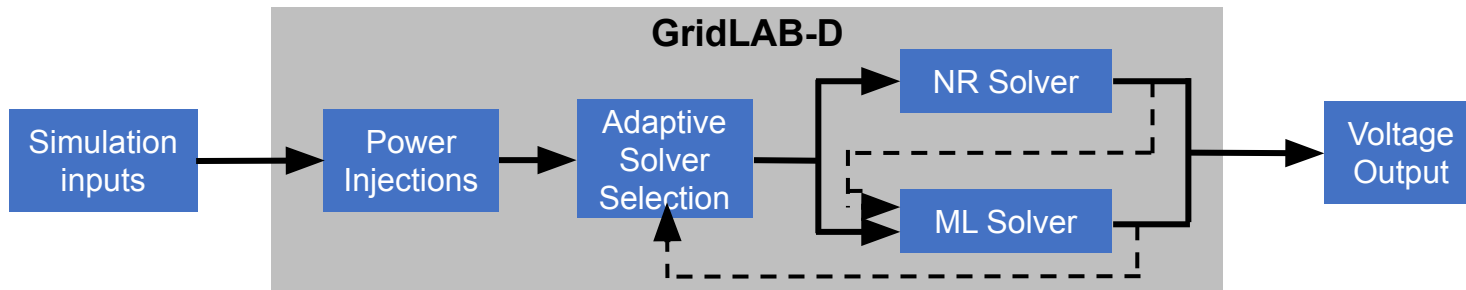 GridLAB-D
Simulation
inputs
Power
Injections
Adaptive
Solver
Selection
NR Solver
ML Solver
Voltage
Output